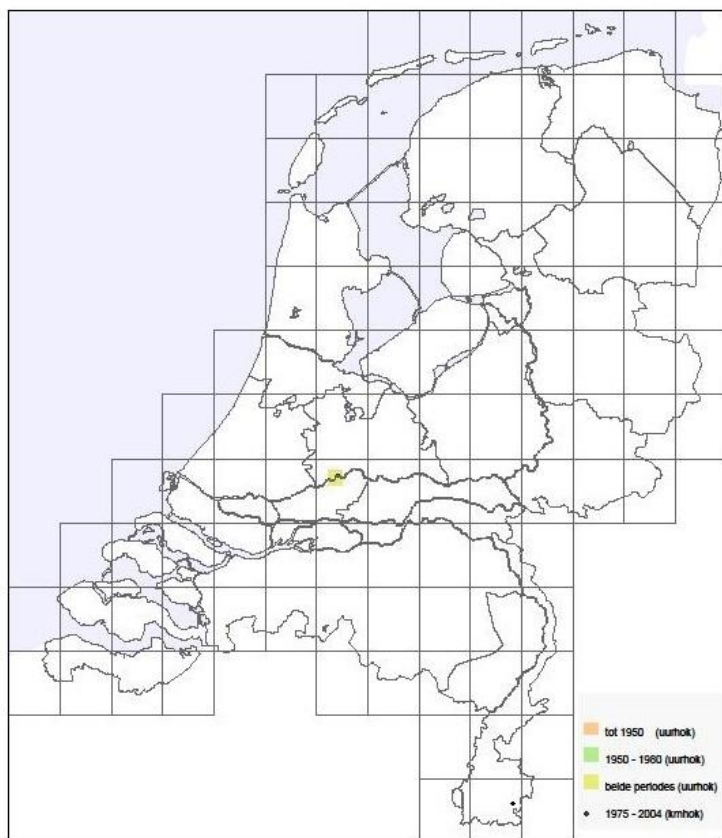 tot 1950 (uurhok)
1950 - 1980 (uurhok)
beide periodes (uurhok)
1975 - 2004 (kmhok)